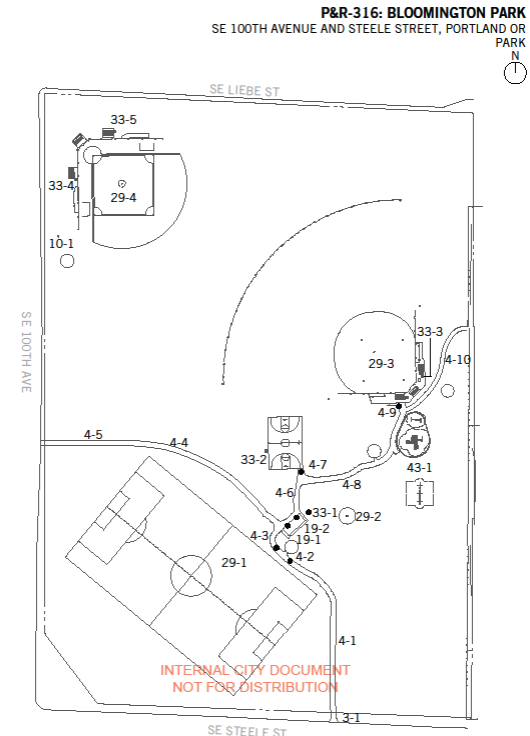 P&R-316: BLOOMINGTON PARK
SE 100TH AVENUE AND STEELE STREET, PORTLAND OR
PARK
N
SE LIEBE ST
33-5
33-4
29-4
10-1
SE 100TH AVE
33-3
29-3
4-10
4-9
4-5
4-4
33-2
4-7
43-1
4-8
4-6
33-1
29-2
19-2
4-3
19-1
4-2
29-1
4-1
INTERNAL CITY DOCUMENT
NOT FOR DISTRIBUTION
3-1
SE STEELE ST